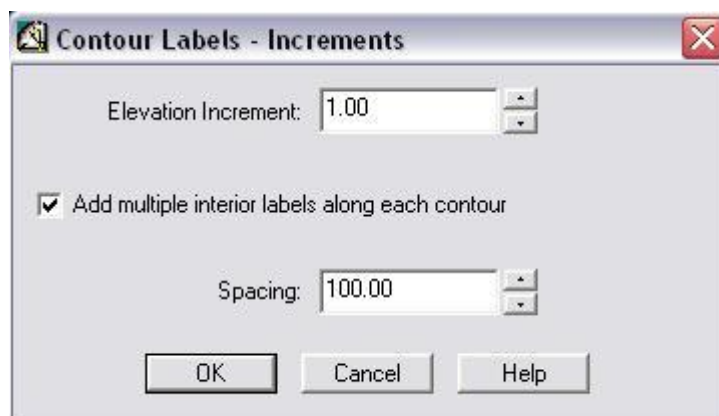 Contour Labels - Increments
Elevation Increment: 1.00
Add multiple interior labels along each contour
Spacing: 100.00
OK Cancel Help